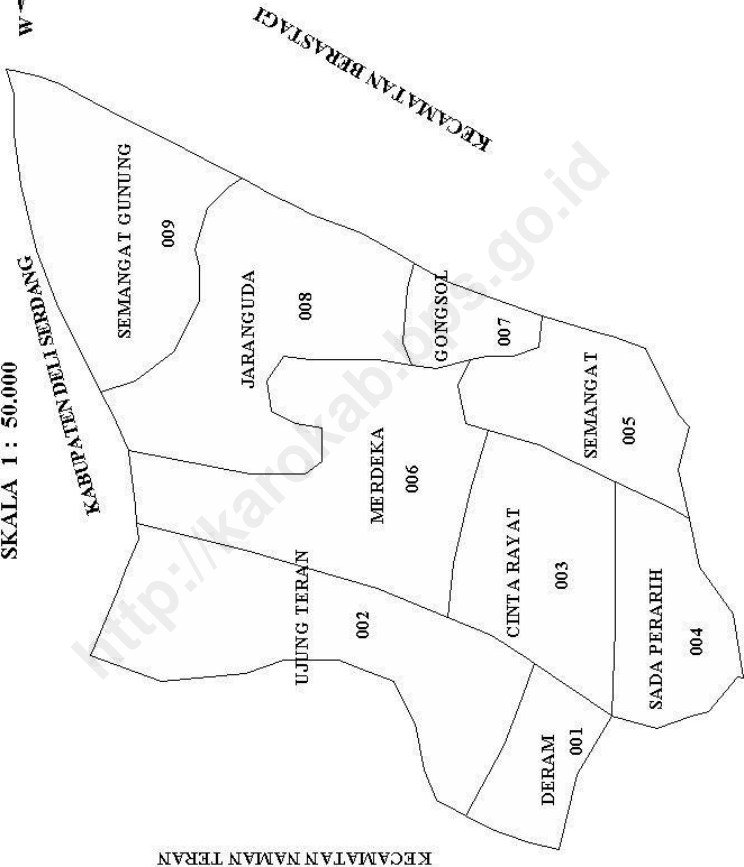 SKALA 1 : 50.000
W
KABUPATEN DELI SERDANG
KECAMATAN BERASTAGI
SEMANGAT GUNUNG
009
JARANGUDA
008
GONGSOL
007
MERDEKA
006
SEMANGAT
005
UJUNG TERAN
002
CINTA RAYAT
003
SADA PERARIH
004
DERAM
001
KECAMATAN NAMAN TERAN
http://karokab.bps.go.id